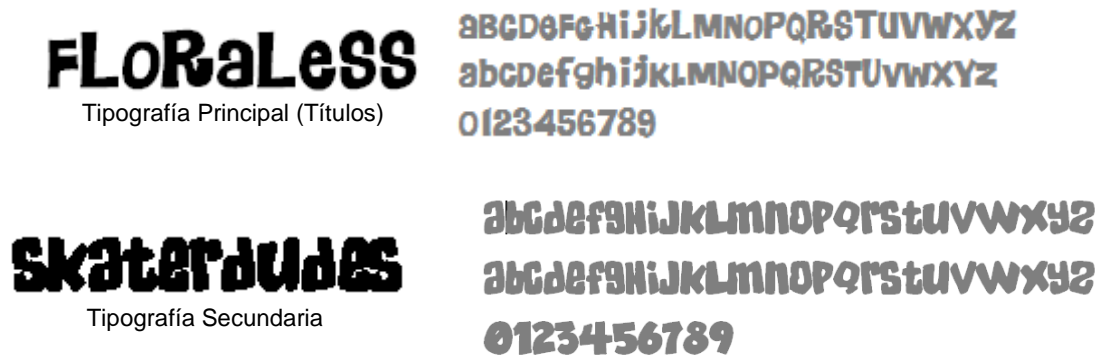 FLORaLeSS
Tipografía Principal (Títulos)
aBCDeFGHijkLMNOPQRSTUVWXYZ
abcDefghijKLMNOPQRSTUvWXYz
0123456789
skaterdudes
Tipografía Secundaria
abCdefgHiJkLmnOPQrstUVWxyz
abCdefgHiJkLmnOPQrstUVWxyz
0123456789